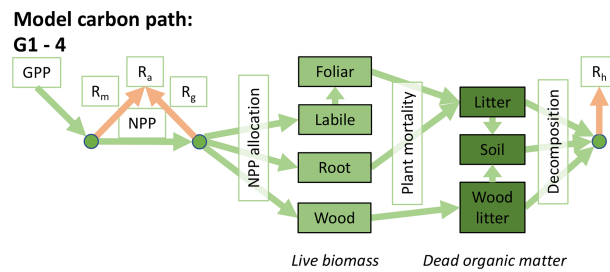 Model carbon path:
G1 - 4
GPP
Rm
Ra
Rg
NPP
NPP allocation
Foliar
Labile
Root
Wood
Plant mortality
Litter
Soil
Wood
litter
Decomposition
Rh
Live biomass
Dead organic matter